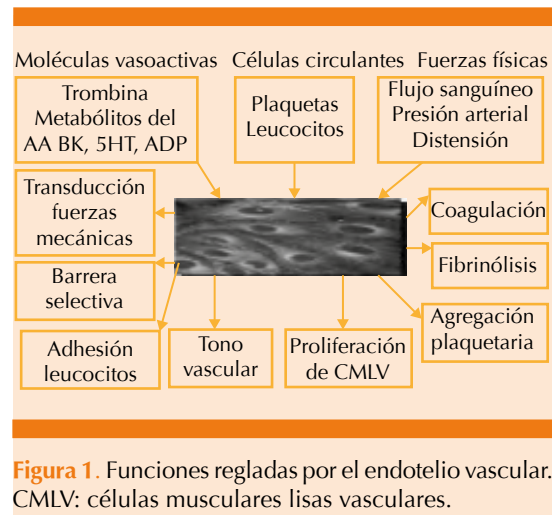 Moléculas vasoactivas
Células circulantes
Fuerzas físicas
Trombina
Metabólitos del
AA BK, 5HT, ADP
Plaquetas
Leucocitos
Flujo sanguíneo
Presión arterial
Distensión
Transducción
fuerzas
mecánicas
Coagulación
Barrera
selectiva
Fibrinólisis
Adhesión
leucocitos
Tono
vascular
Proliferación
de CMLV
Agregación
plaquetaria
Figura 1. Funciones regladas por el endotelio vascular.
CMLV: células musculares lisas vasculares.